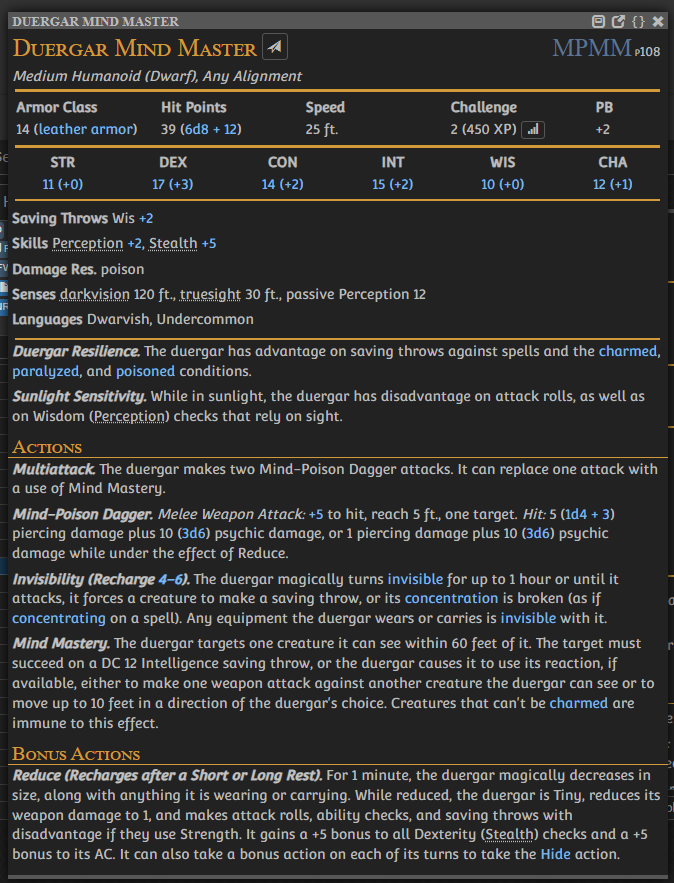 DUERGAR MIND MASTER
DUERGAR MIND MASTER
MPMM P108
Medium Humanoid (Dwarf), Any Alignment
Armor Class Hit Points Speed Challenge PB
14 (leather armor) 39 (6d8 + 12) 25 ft. 2 (450 XP) +2
STR DEX CON INT WIS CHA
11 (+0) 17 (+3) 14 (+2) 15 (+2) 10 (+0) 12 (+1)
Saving Throws Wis +2
Skills Perception +2, Stealth +5
Damage Res. poison
Senses darkvision 120 ft., truesight 30 ft., passive Perception 12
Languages Dwarvish, Undercommon
Duergar Resilience. The duergar has advantage on saving throws against spells and the charmed,
paralyzed, and poisoned conditions.
Sunlight Sensitivity. While in sunlight, the duergar has disadvantage on attack rolls, as well as
on Wisdom (Perception) checks that rely on sight.
ACTIONS
Multiattack. The duergar makes two Mind-Poison Dagger attacks. It can replace one attack with
a use of Mind Mastery.
Mind-Poison Dagger. Melee Weapon Attack: +5 to hit, reach 5 ft., one target. Hit: 5 (1d4 + 3)
piercing damage plus 10 (3d6) psychic damage, or 1 piercing damage plus 10 (3d6) psychic
damage while under the effect of Reduce.
Invisibility (Recharge 4–6). The duergar magically turns invisible for up to 1 hour or until it
attacks, it forces a creature to make a saving throw, or its concentration is broken (as if
concentrating on a spell). Any equipment the duergar wears or carries is invisible with it.
Mind Mastery. The duergar targets one creature it can see within 60 feet of it. The target must
succeed on a DC 12 Intelligence saving throw, or the duergar causes it to use its reaction, if
available, either to make one weapon attack against another creature the duergar can see or to
move up to 10 feet in a direction of the duergar's choice. Creatures that can't be charmed are
immune to this effect.
BONUS ACTIONS
Reduce (Recharges after a Short or Long Rest). For 1 minute, the duergar magically decreases in
size, along with anything it is wearing or carrying. While reduced, the duergar is Tiny, reduces its
weapon damage to 1, and makes attack rolls, ability checks, and saving throws with
disadvantage if they use Strength. It gains a +5 bonus to all Dexterity (Stealth) checks and a +5
bonus to its AC. It can also take a bonus action on each of its turns to take the Hide action.